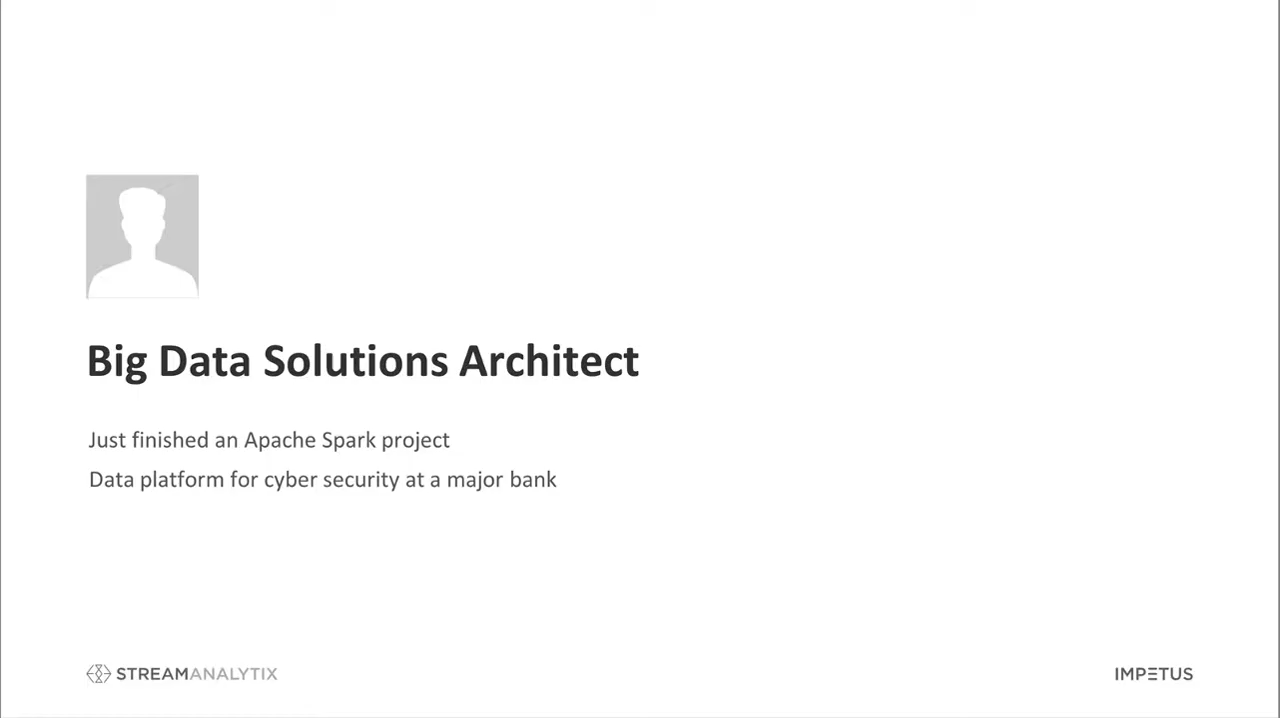 Big Data Solutions Architect
Just finished an Apache Spark project
Data platform for cyber security at a major bank
STREAMANALYTIX
IMPETUS